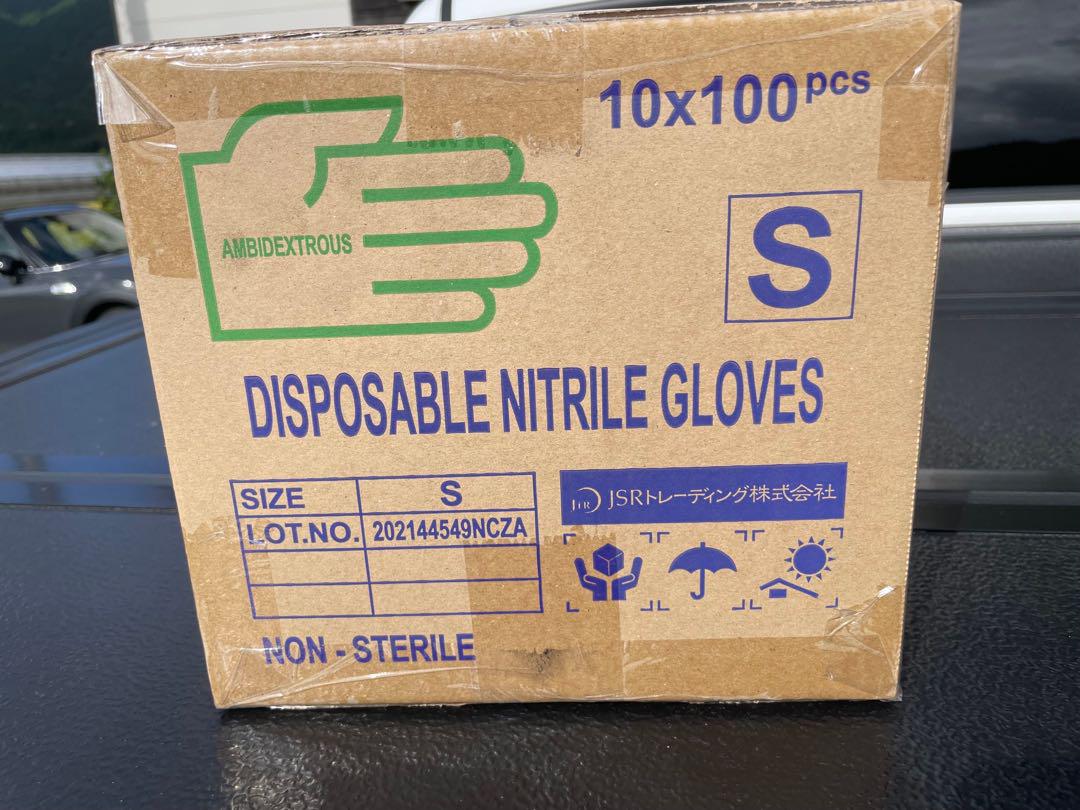 10x100pcs
AMBIDEXTROUS
S
DISPOSABLE NITRILE GLOVES
SIZE S
LOT.NO. 202144549NCZA
JSRトレーディング株式会社
NON - STERILE